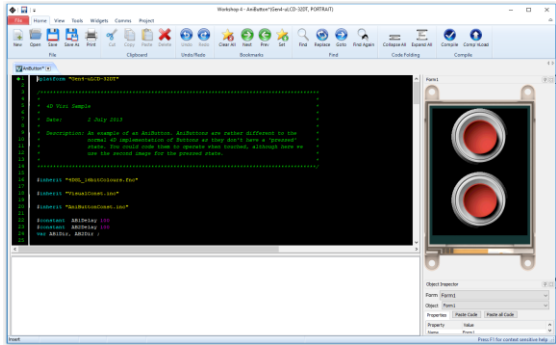 Workshop 4 - AniButton*(Gen4-uLCD-32DT, PORTRAIT)
File Home View Tools Widgets Comms Project
New Open Save Save As Print Cut Copy Paste Delete Undo Redo Clear All Next Prev Set Find Replace Goto Find Again Collapse All Expand All Compile Comp'nLoad
File Clipboard Undo/Redo Bookmarks Find Code Folding Compile
AniButton*
#platform "Gen4-uLCD-32DT"
4D Visi Sample
Date: 2 July 2013
Description: An example of an AniButton. AniButtons are rather different to the
normal 4D implementation of Buttons as they don't have a 'pressed'
state. You could code them to operate when touched, although here we
use the second image for the pressed state.
#inherit "4DGL_16bitColours.fnc"
#inherit "VisualConst.inc"
#inherit "AniButtonConst.inc"
#constant AB1Delay 100
#constant AB2Delay 100
var AB1Dir, AB2Dir ;
Form1
Object Inspector
Form Form1
Object Form1
Properties Paste Code Paste all Code
Property Value
Name Form1
Insert Press F1 for context sensitive help